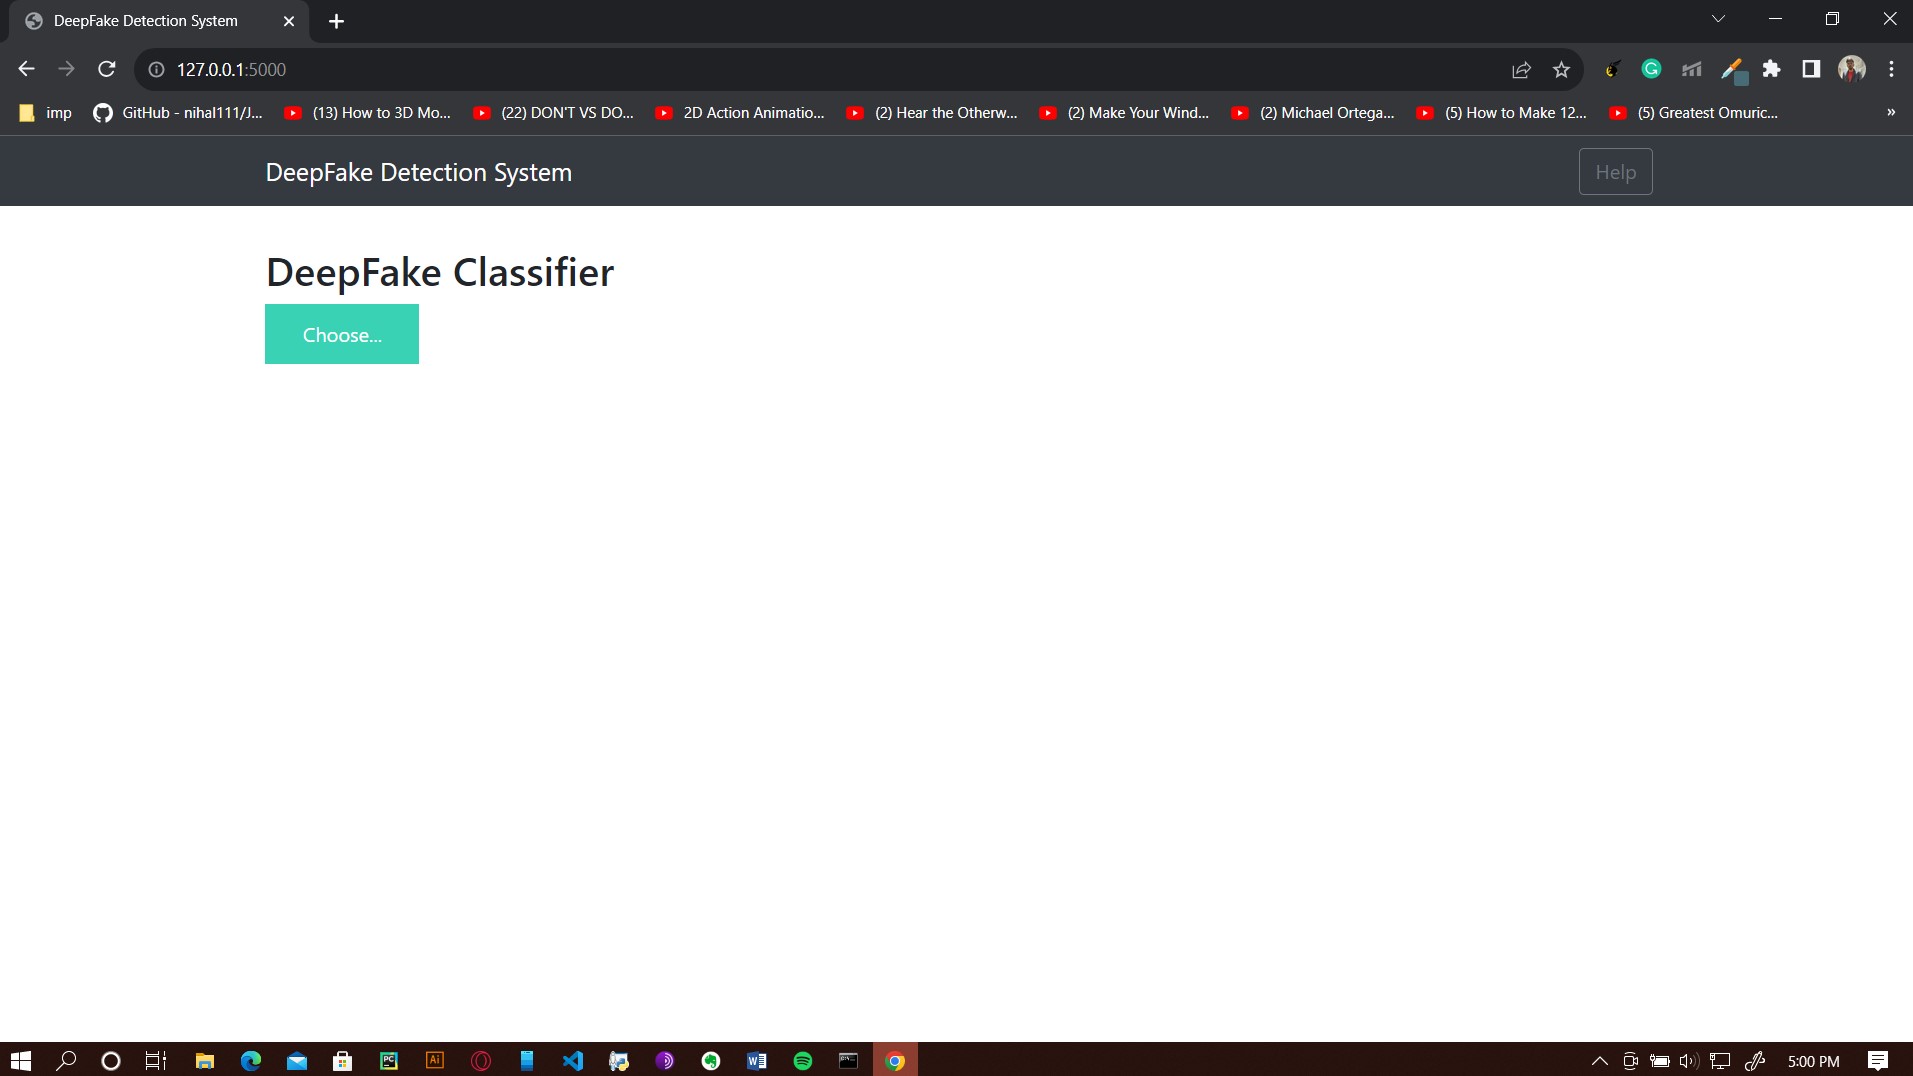 DeepFake Detection System
127.0.0.1:5000
imp
GitHub - nihal111/J...
(13) How to 3D Mo...
(22) DON'T VS DO...
2D Action Animatio...
(2) Hear the Otherw...
(2) Make Your Wind...
(2) Michael Ortega...
(5) How to Make 12...
(5) Greatest Omuric...
»
DeepFake Detection System
Help
DeepFake Classifier
Choose...
PC
Ai
W
5:00 PM